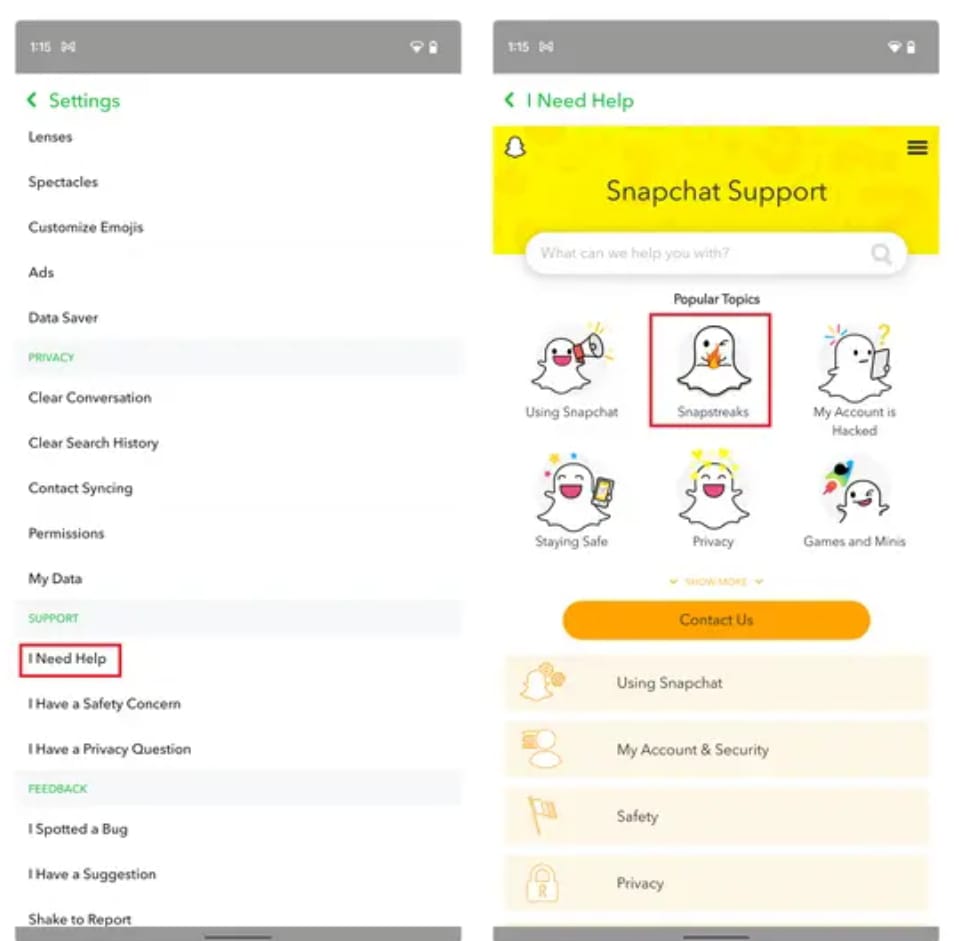 1:15
Settings
Lenses
Spectacles
Customize Emojis
Ads
Data Saver
PRIVACY
Clear Conversation
Clear Search History
Contact Syncing
Permissions
My Data
SUPPORT
I Need Help
I Have a Safety Concern
I Have a Privacy Question
FEEDBACK
I Spotted a Bug
I Have a Suggestion
Shake to Report
1:15
I Need Help
Snapchat Support
What can we help you with?
Popular Topics
Using Snapchat
Snapstreaks
My Account is
Hacked
Staying Safe
Privacy
Games and Minis
SHOW MORE
Contact Us
Using Snapchat
My Account & Security
Safety
Privacy